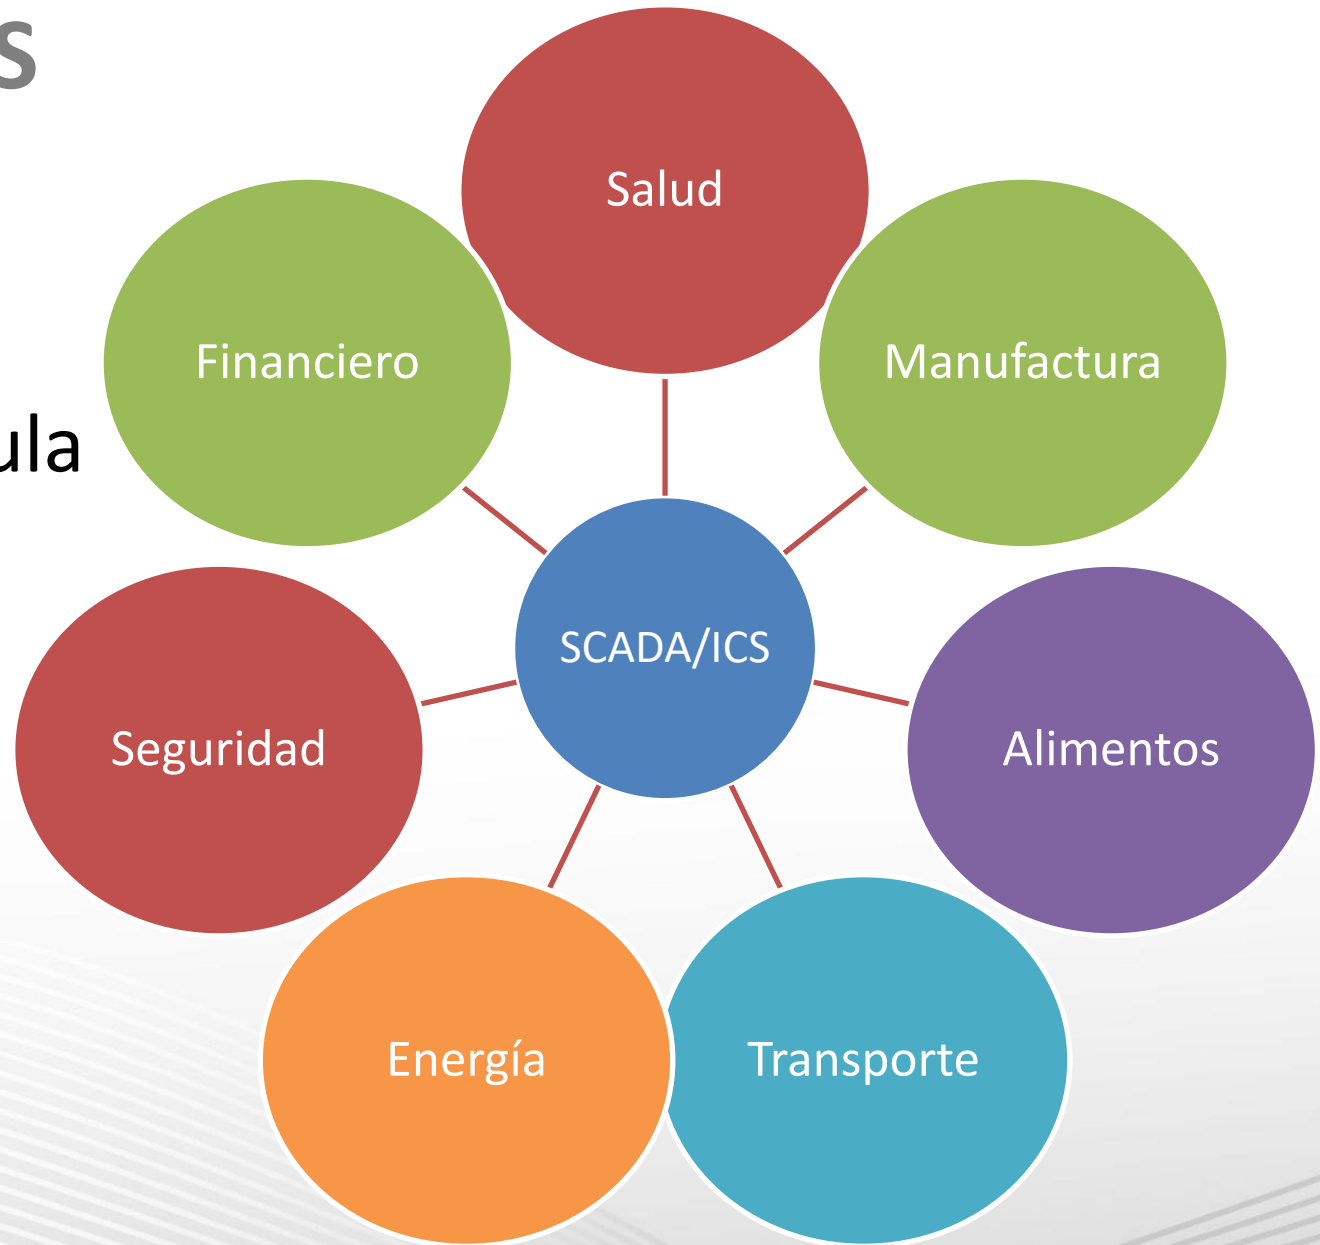 s
Salud
Financiero
Manufactura
ula
SCADA/ICS
Seguridad
Alimentos
Energía
Transporte